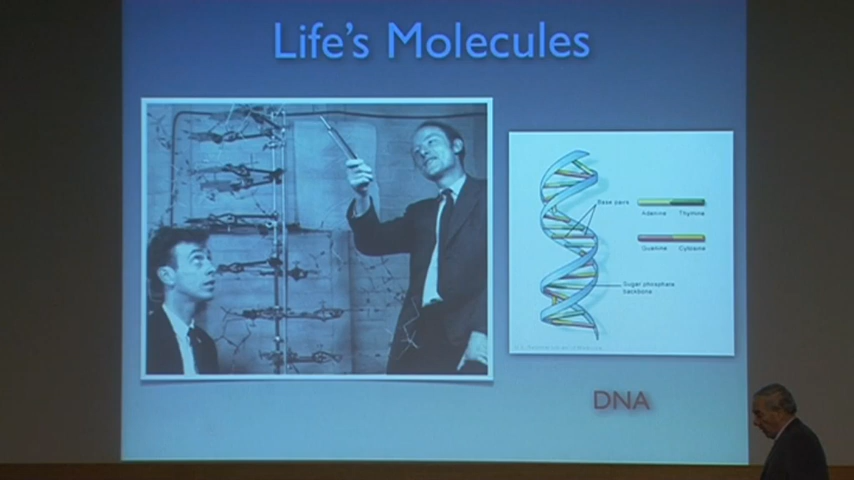 Life's Molecules
Base pairs
Adenine Thymine
Guanine Cytosine
Sugar phosphate
backbone
DNA